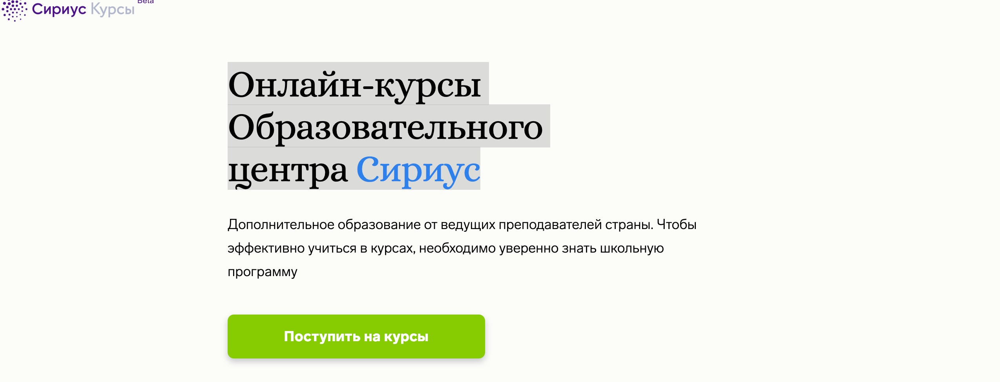 Сириус Курсы Beta
Онлайн-курсы
Образовательного
центра Сириус
Дополнительное образование от ведущих преподавателей страны. Чтобы
эффективно учиться в курсах, необходимо уверенно знать школьную
программу
Поступить на курсы